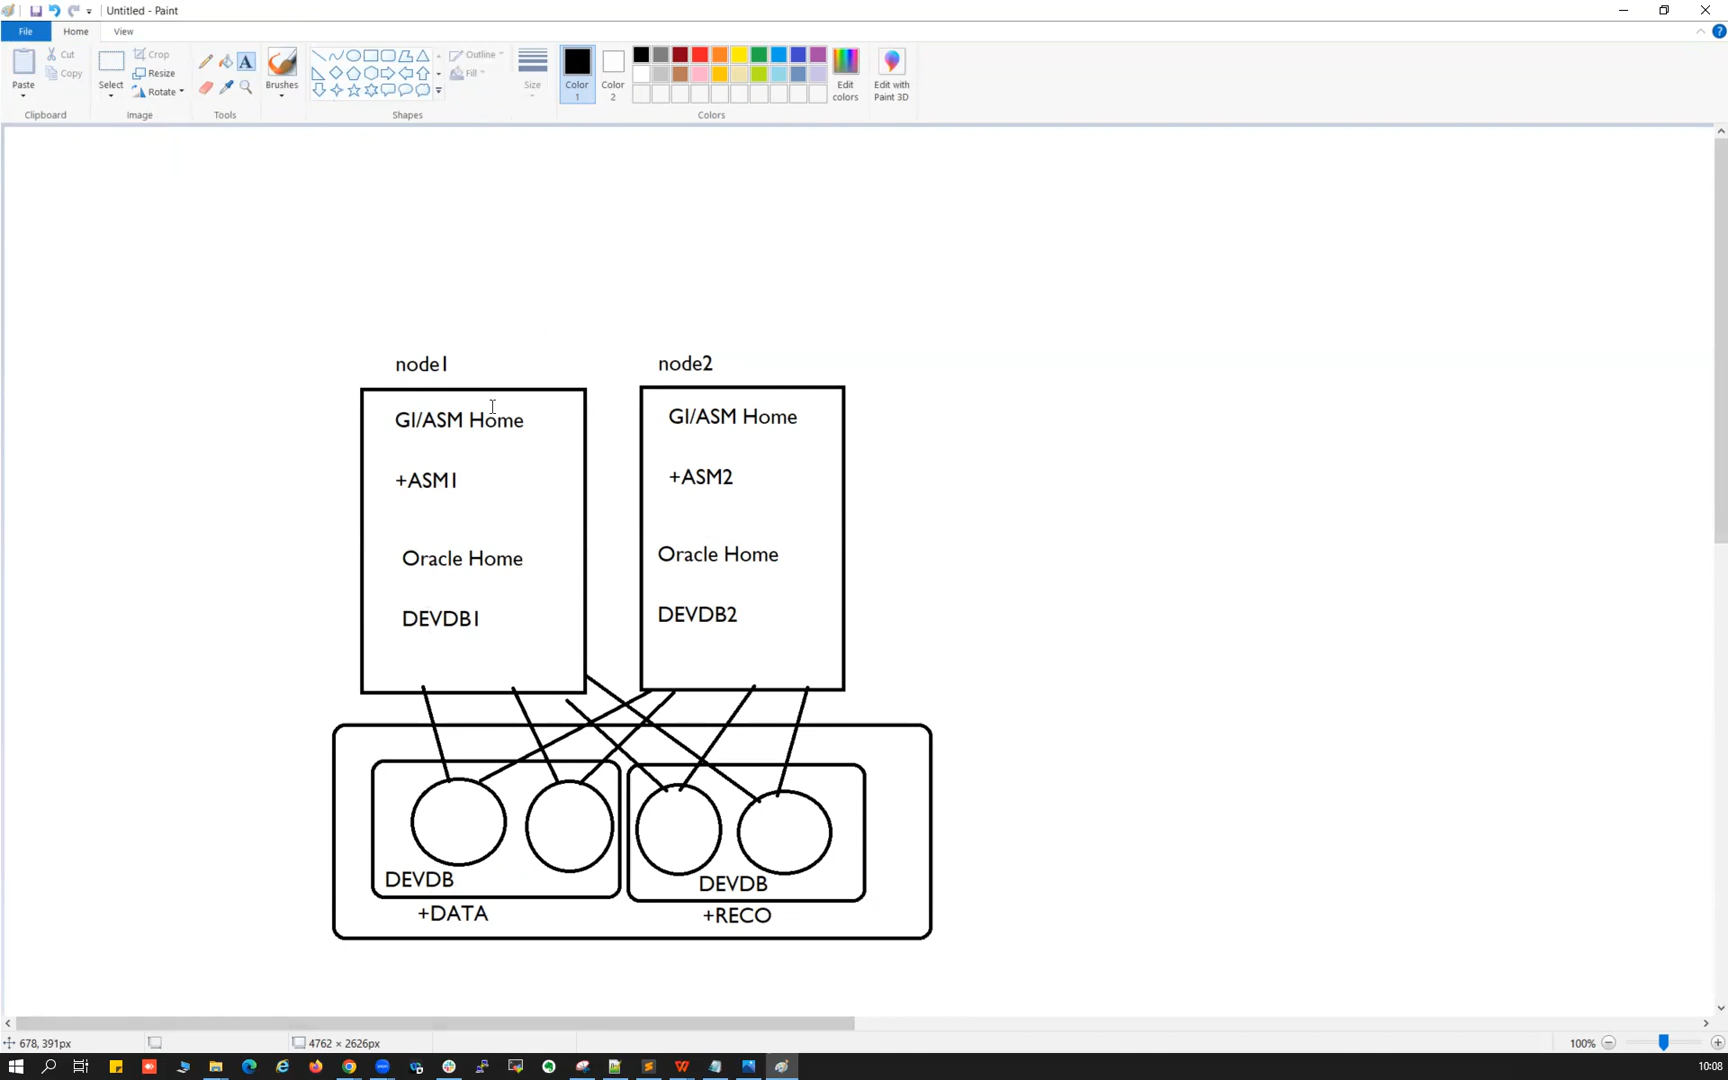 Untitled - Paint
File
Home
View
Paste
Cut
Copy
Clipboard
Select
Crop
Resize
Rotate
Image
A
Tools
Brushes
Shapes
Outline
Fill
Size
Color
1
Color
2
Colors
Edit
colors
Edit with
Paint 3D
node1
node2
GI/ASM Home
+ASM1
Oracle Home
DEVDB1
GI/ASM Home
+ASM2
Oracle Home
DEVDB2
DEVDB
+DATA
DEVDB
+RECO
678, 391px
4762 × 2626px
100%
10:08